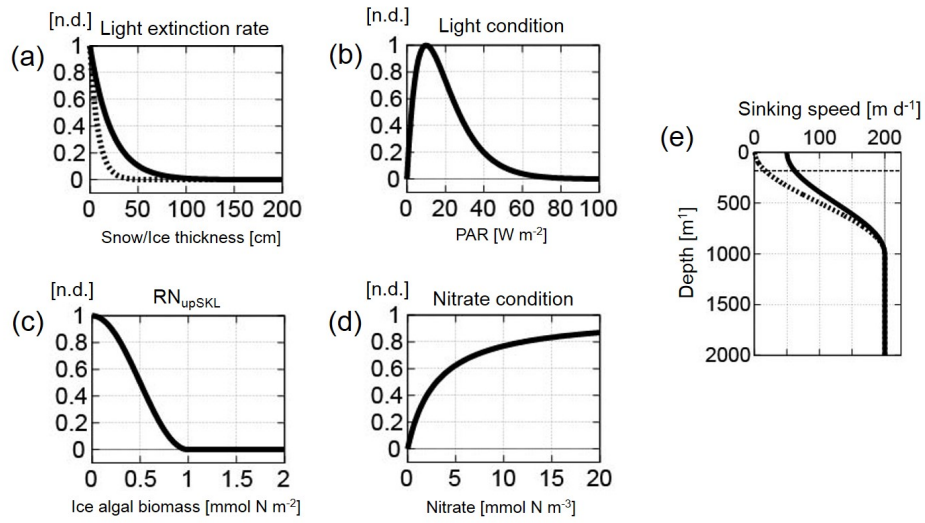 [n.d.]
Light extinction rate
(a)
1
0.8
0.6
0.4
0.2
0
0 50 100 150 200
Snow/Ice thickness [cm]
[n.d.]
Light condition
(b)
1
0.8
0.6
0.4
0.2
0
0 20 40 60 80 100
PAR [W m-2]
[n.d.]
RNupSKL
(c)
1
0.8
0.6
0.4
0.2
0
0 0.5 1 1.5 2
Ice algal biomass [mmol N m-2]
[n.d.]
Nitrate condition
(d)
1
0.8
0.6
0.4
0.2
0
0 5 10 15 20
Nitrate [mmol N m-3]
(e)
Sinking speed [m d-1]
0 100 200
0
500
1000
1500
2000
Depth [m1]